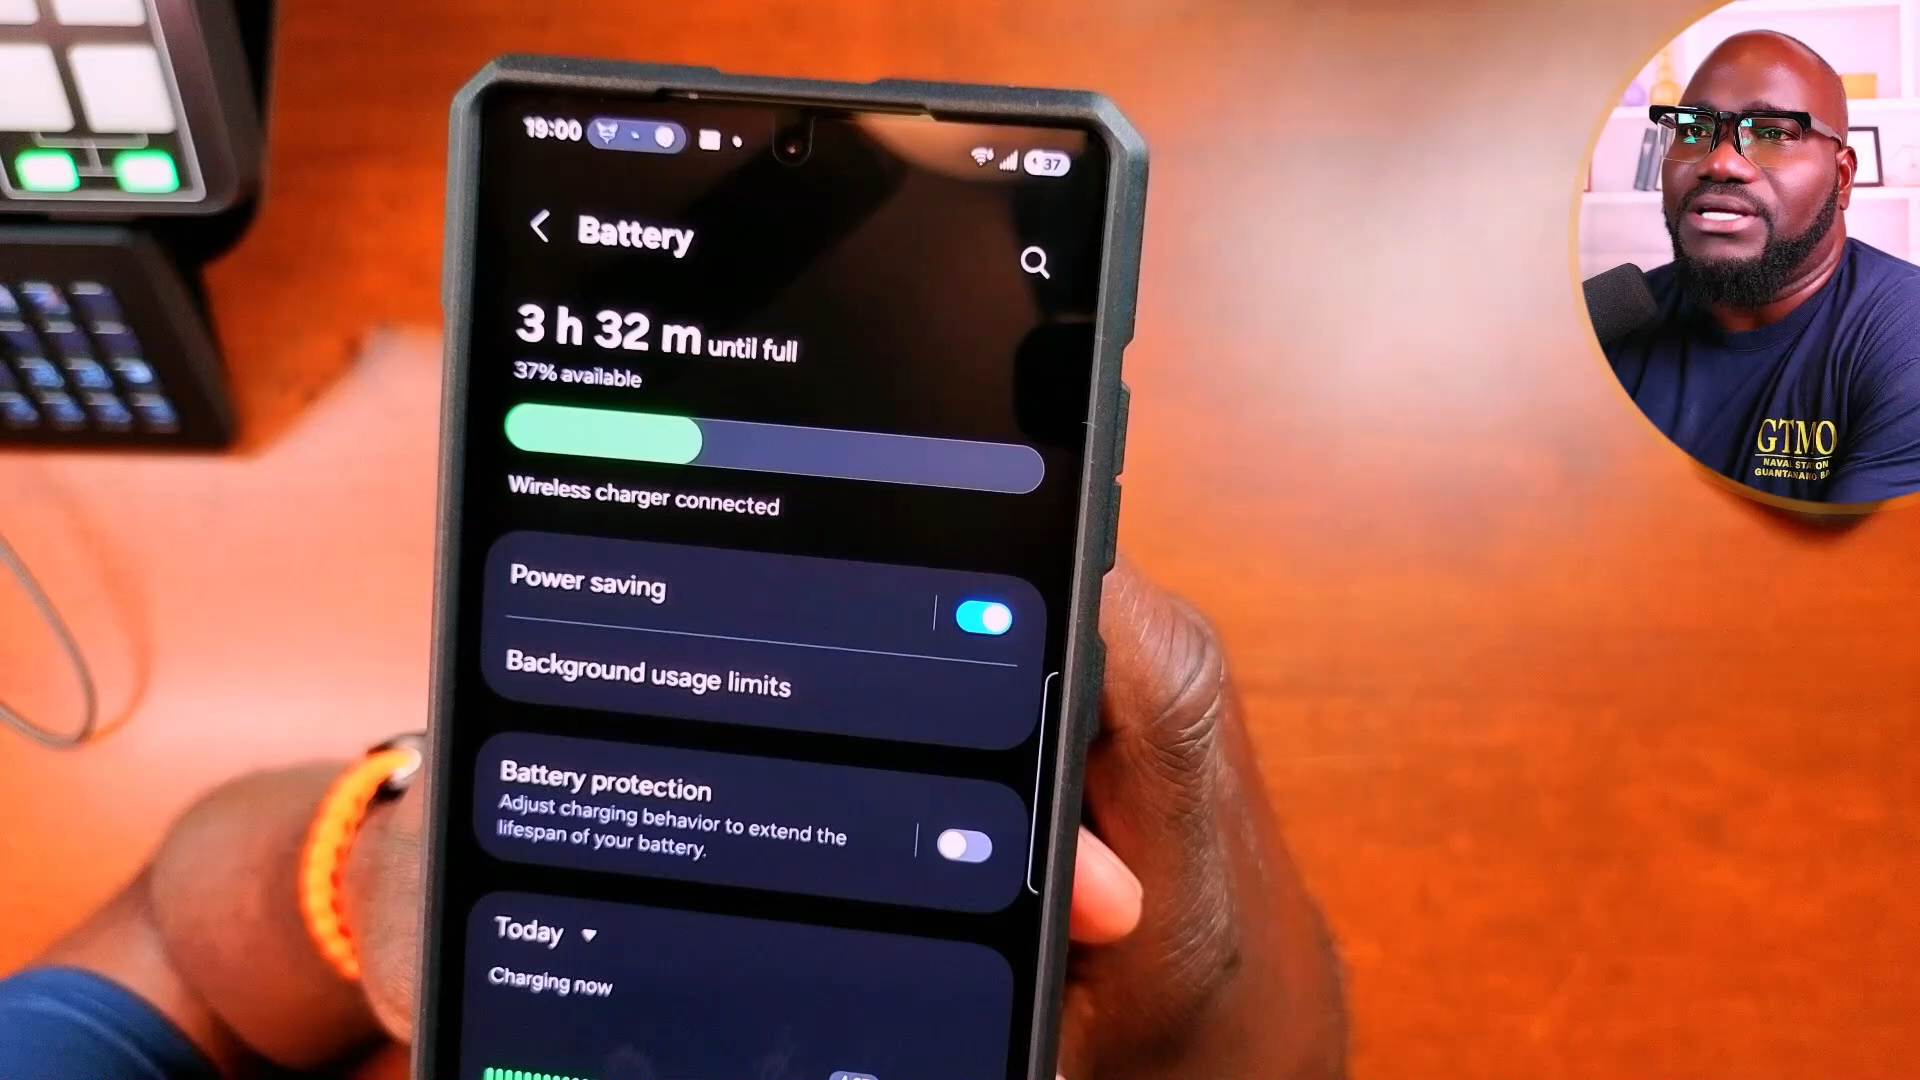 19:00
37
Battery
3 h 32 m until full
37% available
Wireless charger connected
Power saving
Background usage limits
Battery protection
Adjust charging behavior to extend the
lifespan of your battery.
Today
Charging now
GTMO
NAVAL STATION